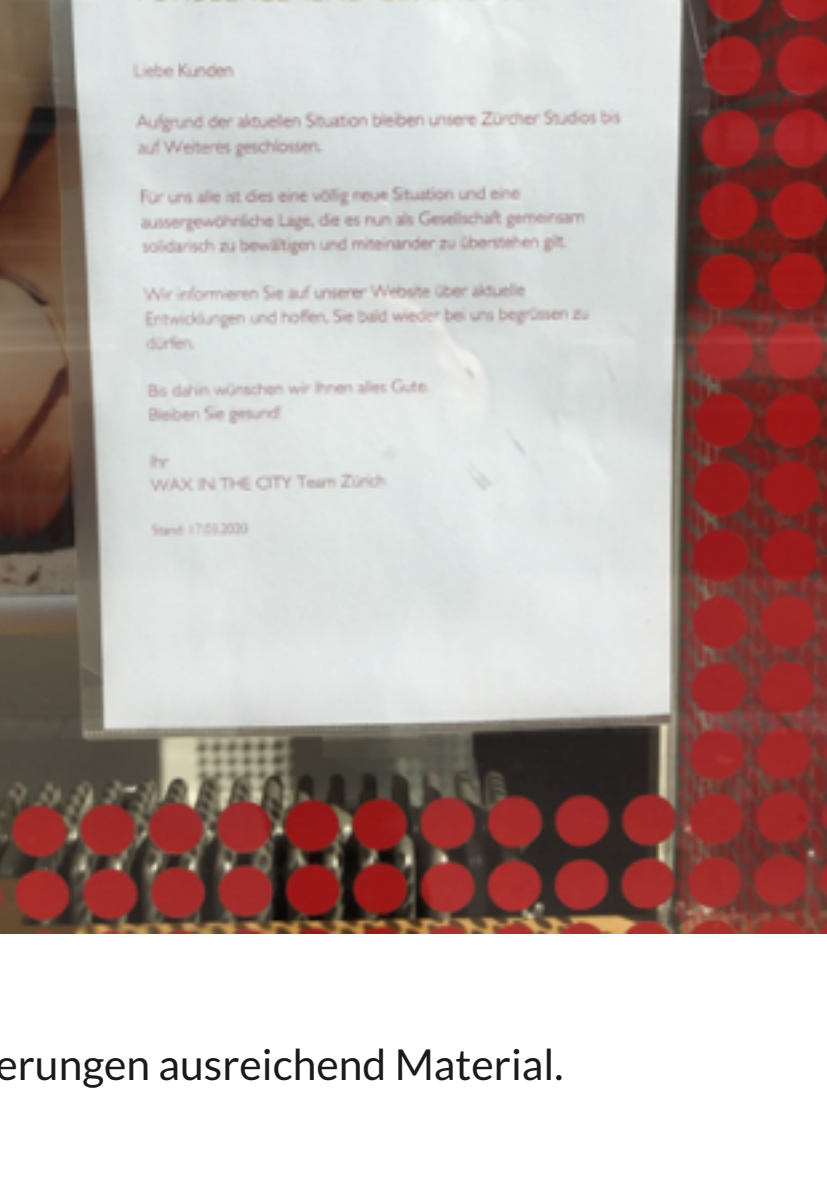 Liebe Kunden
Aufgrund der aktuellen Situation bleiben unsere Zürcher Studios bis
auf Weiteres geschlossen.
Für uns alle ist dies eine völlig neue Situation und eine
aussergewöhnliche Lage, die es nun als Gesellschaft gemeinsam
solidarisch zu bewältigen und miteinander zu überstehen gilt.
Wir informieren Sie auf unserer Website über aktuelle
Entwicklungen und hoffen, Sie bald wieder bei uns begrüssen zu
dürfen.
Bis dahin wünschen wir Ihnen alles Gute.
Bleiben Sie gesund!
Ihr
WAX IN THE CITY Team Zürich
Stand: 17.03.2020
erungen ausreichend Material.